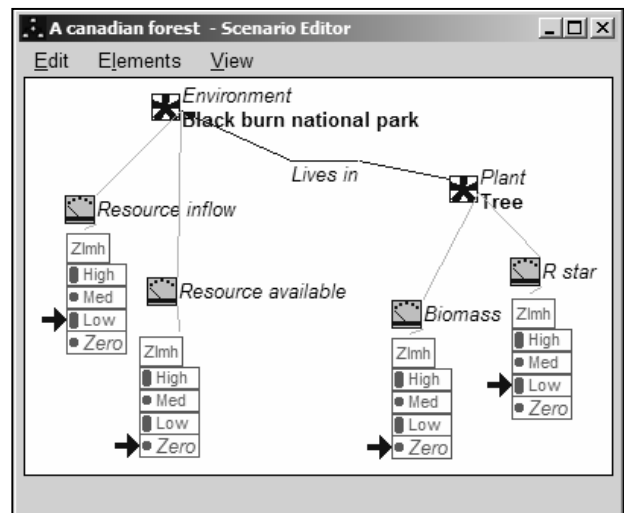 A canadian forest - Scenario Editor
Edit Elements View
Environment
Black burn national park
Lives in
Plant
Tree
Resource inflow
Zlmh
High
Med
Low
Zero
Resource available
Zlmh
High
Med
Low
Zero
Biomass
Zlmh
High
Med
Low
Zero
R star
Zlmh
High
Med
Low
Zero